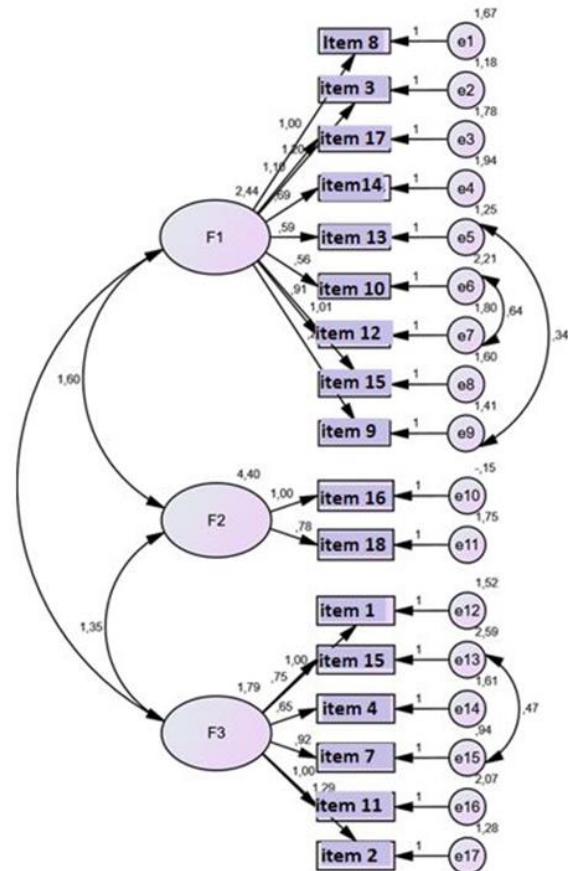 1,67
Item 8
1
e1
1,18
item 3
1
e2
1,78
item 17
1
e3
1,94
item14
1
e4
1,25
item 13
1
e5
2,21
item 10
1
e6
1,80
item 12
1
e7
1,60
item 15
1
e8
1,41
item 9
1
e9
1,00
1,20
1,10
,69
,59
,56
,91
1,01
2,44
F1
,64
,34
1,60
-,15
4,40
F2
1,00
item 16
1
e10
1,75
,78
item 18
1
e11
1,35
1,52
item 1
1
e12
2,59
item 15
1
e13
1,61
item 4
1
e14
,94
item 7
1
e15
2,07
item 11
1
e16
1,28
item 2
1
e17
1,00
,75
,65
,92
1,00
1,29
1,79
F3
,47